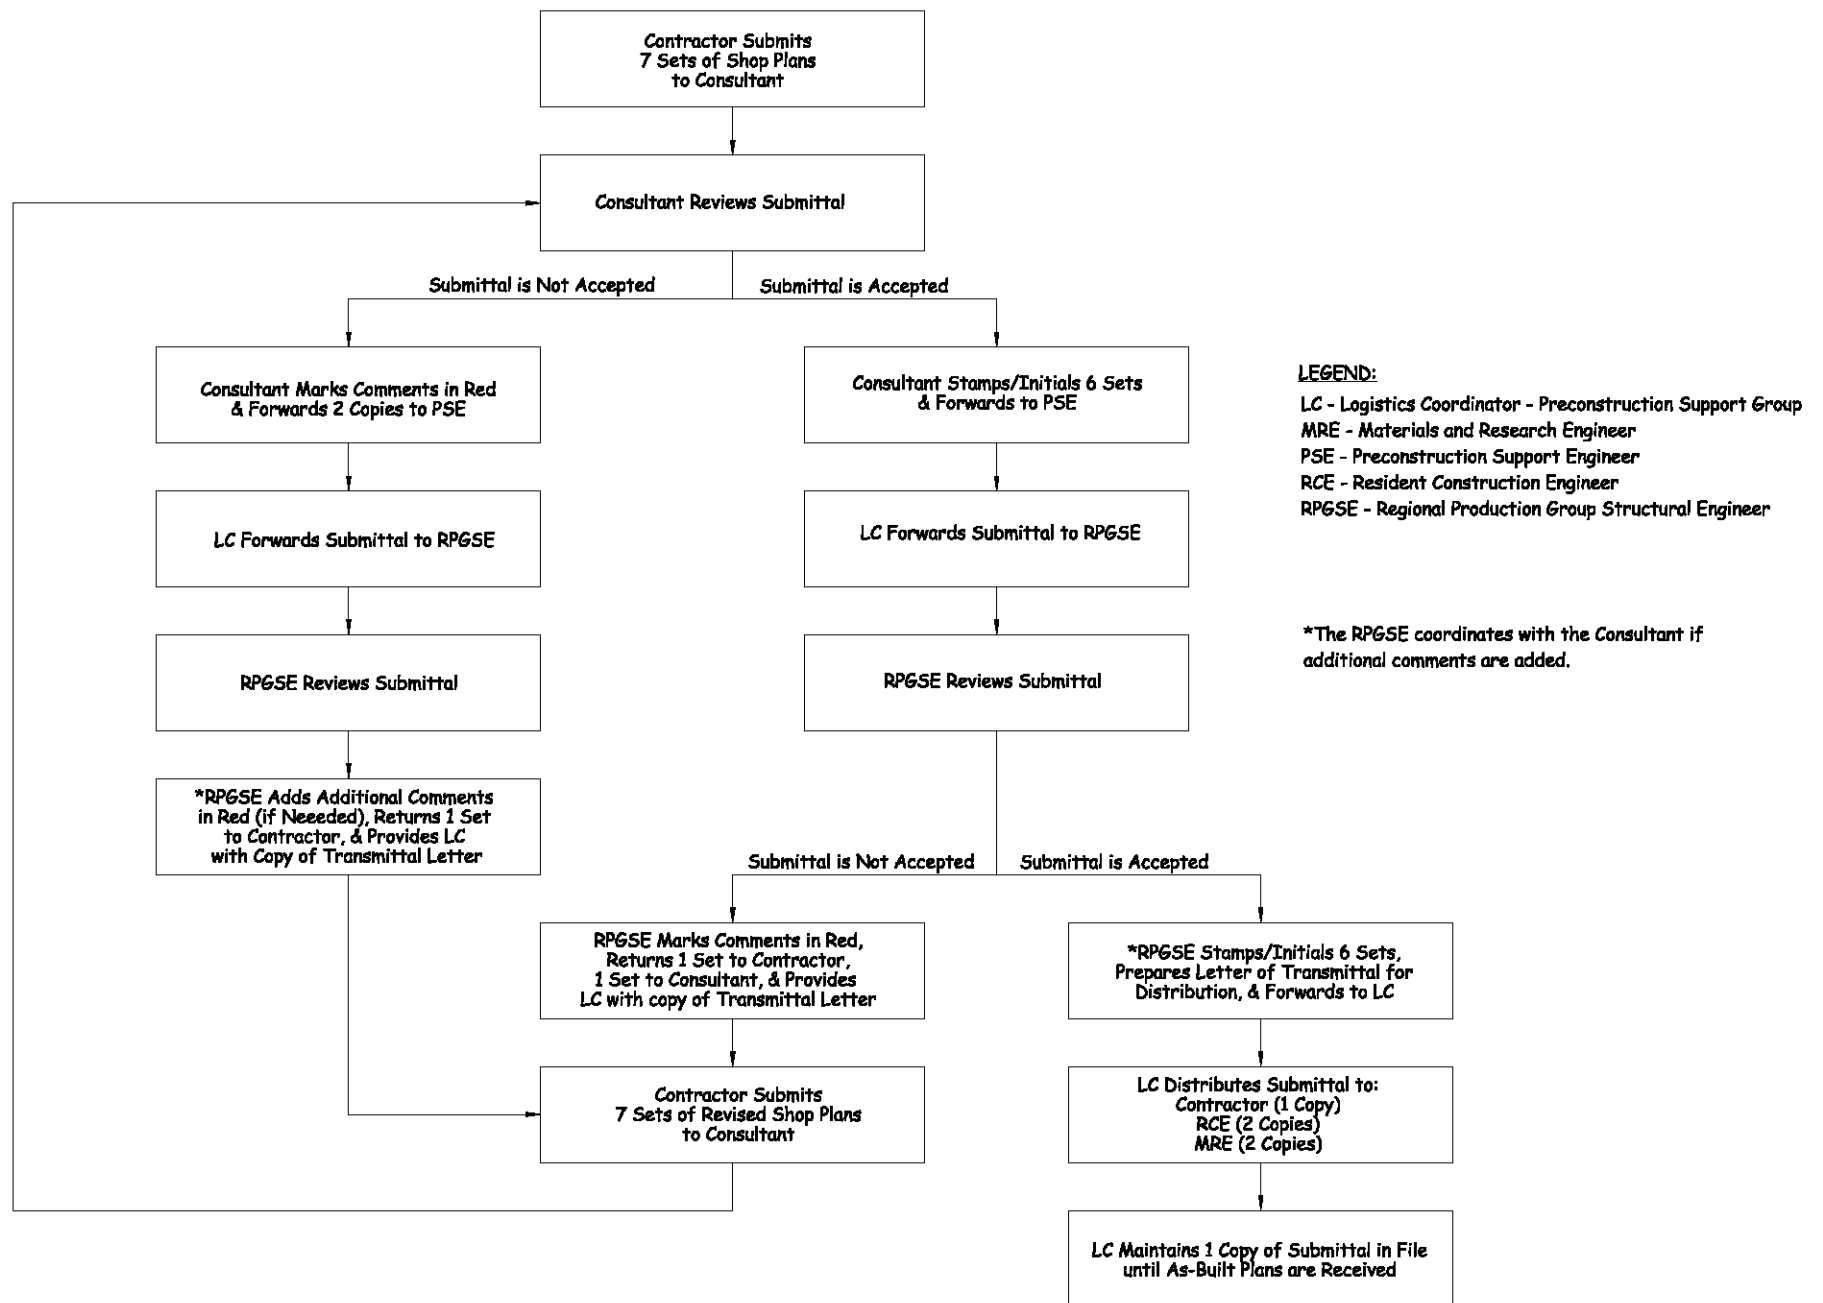 Contractor Submits
7 Sets of Shop Plans
to Consultant
Consultant Reviews Submittal
Submittal is Not Accepted
Submittal is Accepted
Consultant Marks Comments in Red
& Forwards 2 Copies to PSE
Consultant Stamps/Initials 6 Sets
& Forwards to PSE
LEGEND:
LC - Logistics Coordinator - Preconstruction Support Group
MRE - Materials and Research Engineer
PSE - Preconstruction Support Engineer
RCE - Resident Construction Engineer
RPGSE - Regional Production Group Structural Engineer
LC Forwards Submittal to RPGSE
LC Forwards Submittal to RPGSE
*The RPGSE coordinates with the Consultant if
additional comments are added.
RPGSE Reviews Submittal
RPGSE Reviews Submittal
*RPGSE Adds Additional Comments
in Red (if Neeeded), Returns 1 Set
to Contractor, & Provides LC
with Copy of Transmittal Letter
Submittal is Not Accepted
Submittal is Accepted
RPGSE Marks Comments in Red,
Returns 1 Set to Contractor,
1 Set to Consultant, & Provides
LC with copy of Transmittal Letter
*RPGSE Stamps/Initials 6 Sets,
Prepares Letter of Transmittal for
Distribution, & Forwards to LC
Contractor Submits
7 Sets of Revised Shop Plans
to Consultant
LC Distributes Submittal to:
Contractor (1 Copy)
RCE (2 Copies)
MRE (2 Copies)
LC Maintains 1 Copy of Submittal in File
until As-Built Plans are Received